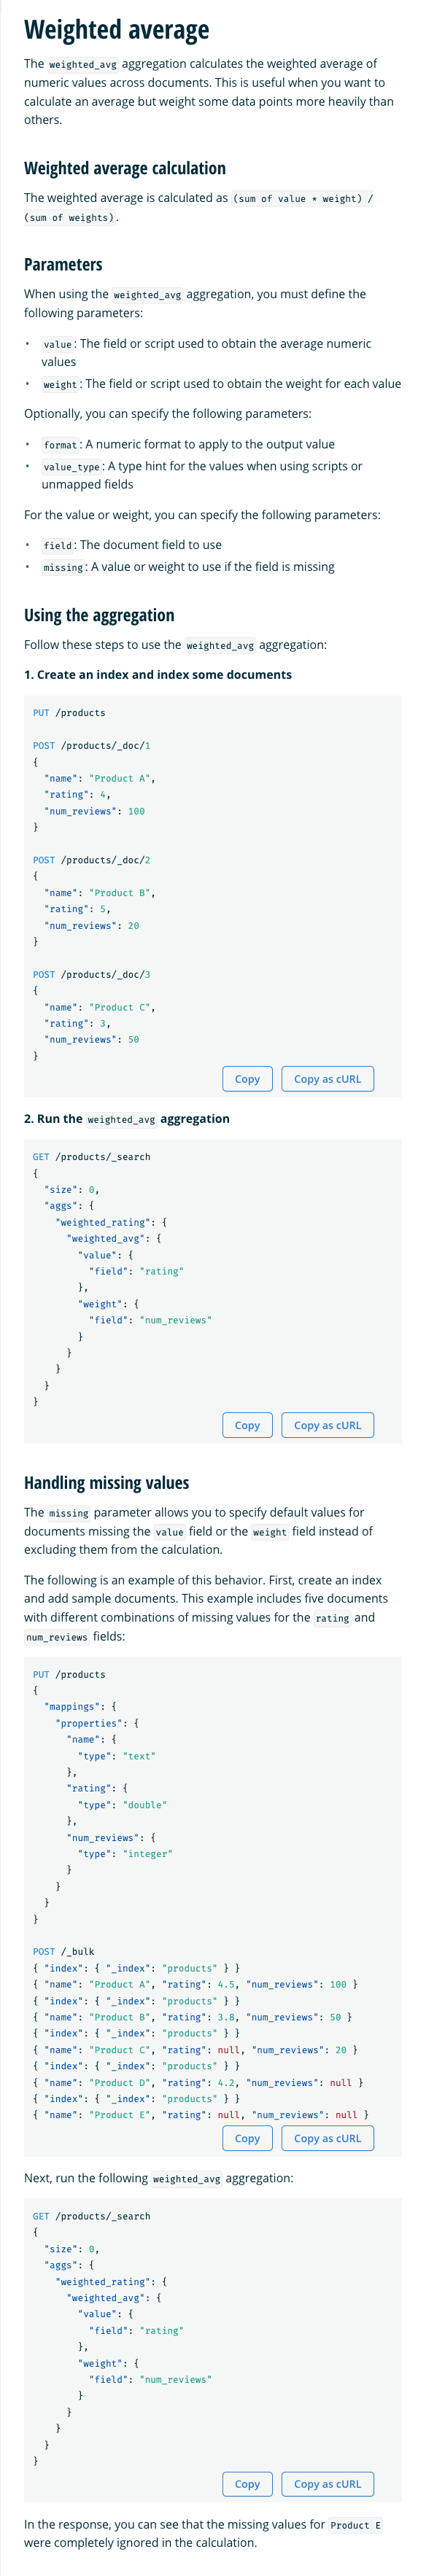 Weighted average
The weighted_avg aggregation calculates the weighted average of
numeric values across documents. This is useful when you want to
calculate an average but weight some data points more heavily than
others.
Weighted average calculation
The weighted average is calculated as (sum of value * weight) /
(sum of weights).
Parameters
When using the weighted_avg aggregation, you must define the
following parameters:
• value: The field or script used to obtain the average numeric
values
• weight: The field or script used to obtain the weight for each value
Optionally, you can specify the following parameters:
• format: A numeric format to apply to the output value
• value_type: A type hint for the values when using scripts or
unmapped fields
For the value or weight, you can specify the following parameters:
• field: The document field to use
• missing: A value or weight to use if the field is missing
Using the aggregation
Follow these steps to use the weighted_avg aggregation:
1. Create an index and index some documents
PUT /products
POST /products/_doc/1
{
  "name": "Product A",
  "rating": 4,
  "num_reviews": 100
}
POST /products/_doc/2
{
  "name": "Product B",
  "rating": 5,
  "num_reviews": 20
}
POST /products/_doc/3
{
  "name": "Product C",
  "rating": 3,
  "num_reviews": 50
}
Copy Copy as cURL
2. Run the weighted_avg aggregation
GET /products/_search
{
  "size": 0,
  "aggs": {
    "weighted_rating": {
      "weighted_avg": {
        "value": {
          "field": "rating"
        },
        "weight": {
          "field": "num_reviews"
        }
      }
    }
  }
}
Copy Copy as cURL
Handling missing values
The missing parameter allows you to specify default values for
documents missing the value field or the weight field instead of
excluding them from the calculation.
The following is an example of this behavior. First, create an index
and add sample documents. This example includes five documents
with different combinations of missing values for the rating and
num_reviews fields:
PUT /products
{
  "mappings": {
    "properties": {
      "name": {
        "type": "text"
      },
      "rating": {
        "type": "double"
      },
      "num_reviews": {
        "type": "integer"
      }
    }
  }
}
POST /_bulk
{ "index": { "_index": "products" } }
{ "name": "Product A", "rating": 4.5, "num_reviews": 100 }
{ "index": { "_index": "products" } }
{ "name": "Product B", "rating": 3.8, "num_reviews": 50 }
{ "index": { "_index": "products" } }
{ "name": "Product C", "rating": null, "num_reviews": 20 }
{ "index": { "_index": "products" } }
{ "name": "Product D", "rating": 4.2, "num_reviews": null }
{ "index": { "_index": "products" } }
{ "name": "Product E", "rating": null, "num_reviews": null }
Copy Copy as cURL
Next, run the following weighted_avg aggregation:
GET /products/_search
{
  "size": 0,
  "aggs": {
    "weighted_rating": {
      "weighted_avg": {
        "value": {
          "field": "rating"
        },
        "weight": {
          "field": "num_reviews"
        }
      }
    }
  }
}
Copy Copy as cURL
In the response, you can see that the missing values for Product E
were completely ignored in the calculation.